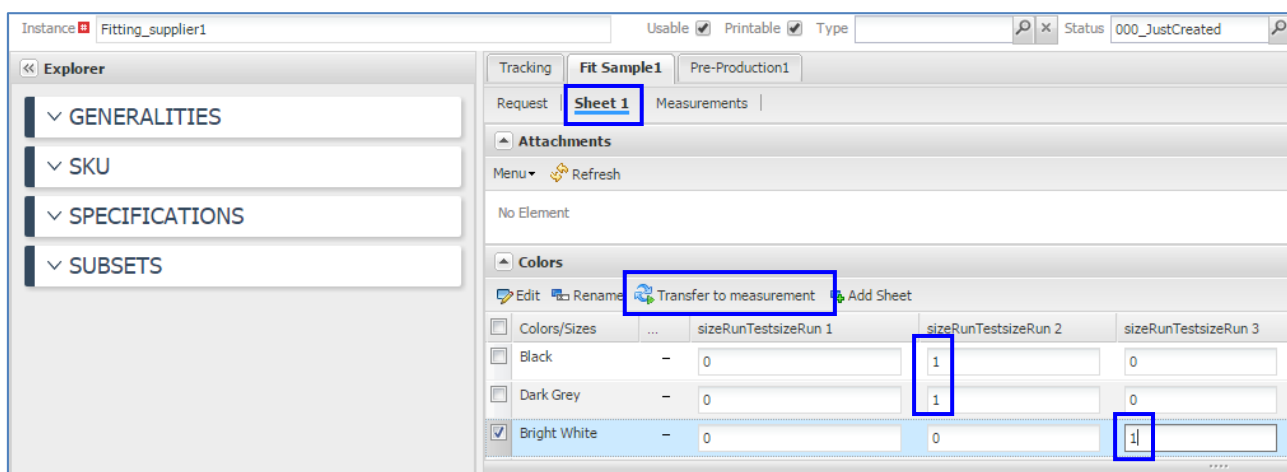 Instance Fitting_supplier1 Usable Printable Type Status 000_JustCreated
Explorer
GENERALITIES
SKU
SPECIFICATIONS
SUBSETS
Tracking Fit Sample1 Pre-Production1
Request Sheet 1 Measurements
Attachments
Menu Refresh
No Element
Colors
Edit Rename Transfer to measurement Add Sheet
Colors/Sizes ... sizeRunTestsizeRun 1 sizeRunTestsizeRun 2 sizeRunTestsizeRun 3
Black – 0 1 0
Dark Grey – 0 1 0
Bright White – 0 0 1